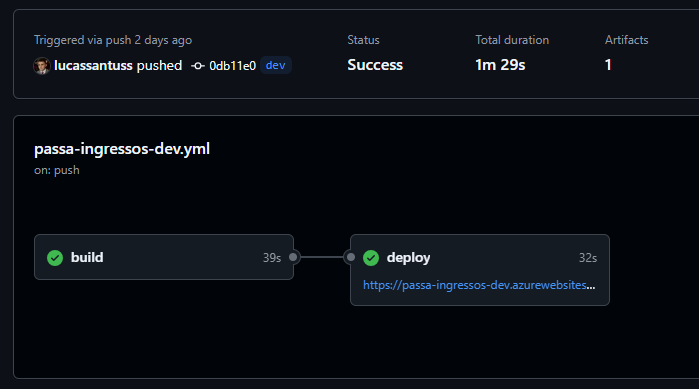 Triggered via push 2 days ago
lucassantuss pushed 0db11e0 dev
Status
Success
Total duration
1m 29s
Artifacts
1
passa-ingressos-dev.yml
on: push
build 39s
deploy 32s
https://passa-ingressos-dev.azurewebsites...